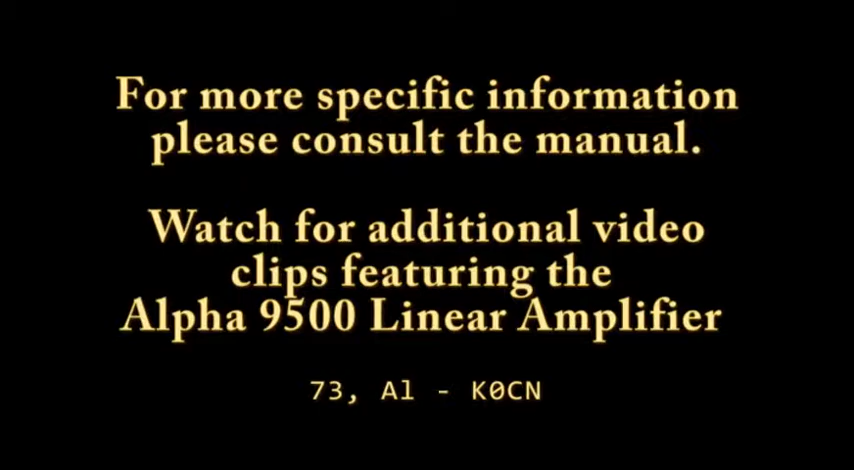 For more specific information
please consult the manual.
Watch for additional video
clips featuring the
Alpha 9500 Linear Amplifier
73, Al - K0CN